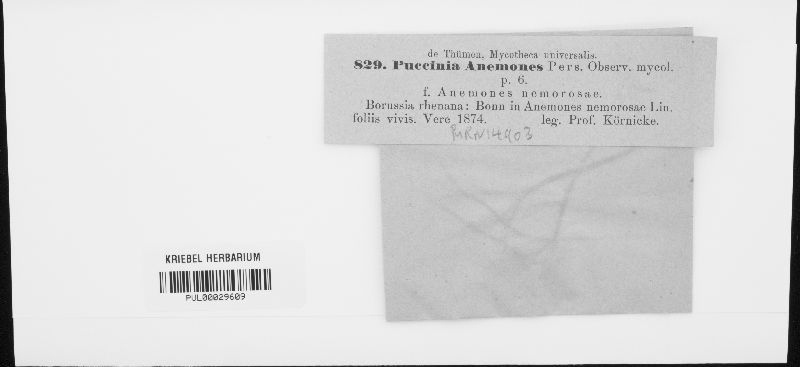 de Thümen, Mycotheca universalis.
829. Puccinia Anemones Pers. Observ. mycol.
p. 6.
f. Anemones nemorosae.
Borussia rhenana: Bonn in Anemones nemorosae Lin.
foliis vivis. Vere 1874. leg. Prof. Körnicke.
KRIEBEL HERBARIUM
PUL00029609